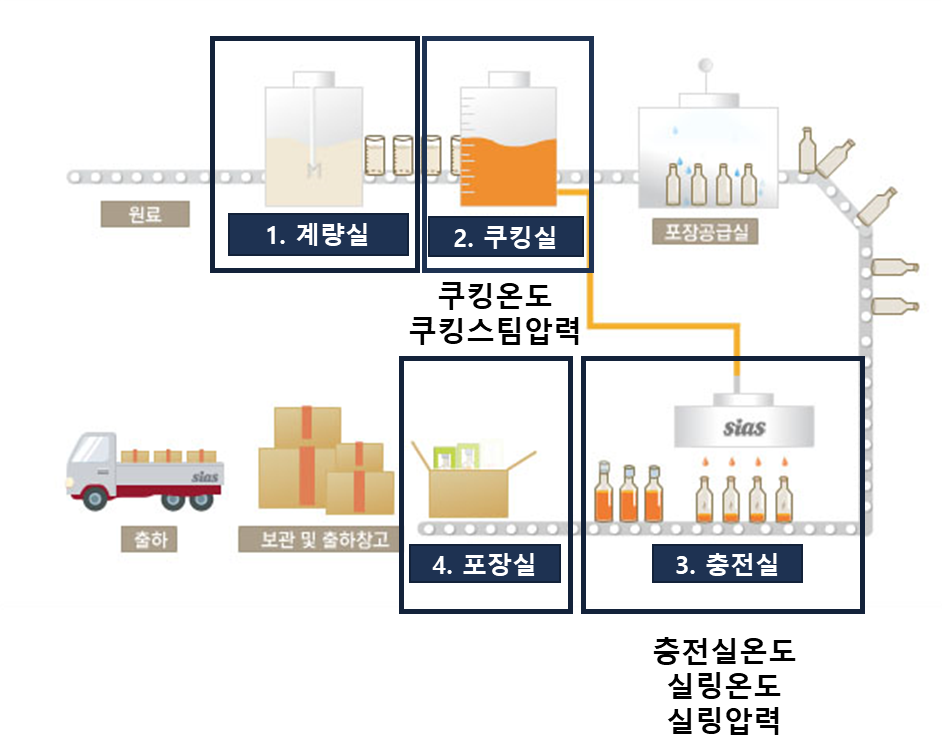 원료
1. 계량실
2. 쿠킹실
포장공급실
쿠킹온도
쿠킹스팀압력
sias
sias
출하
보관 및 출하창고
4. 포장실
3. 충전실
충전실온도
실링온도
실링압력